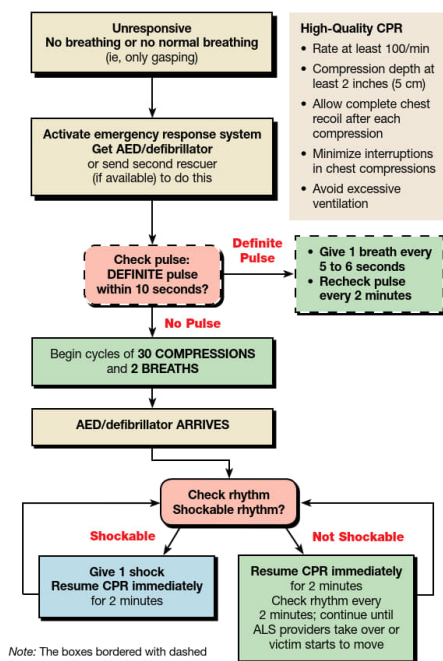 Unresponsive
No breathing or no normal breathing
(ie, only gasping)
High-Quality CPR
• Rate at least 100/min
• Compression depth at
least 2 inches (5 cm)
• Allow complete chest
recoil after each
compression
• Minimize interruptions
in chest compressions
• Avoid excessive
ventilation
Activate emergency response system
Get AED/defibrillator
or send second rescuer
(if available) to do this
Check pulse:
DEFINITE pulse
within 10 seconds?
Definite
Pulse
• Give 1 breath every
5 to 6 seconds
• Recheck pulse
every 2 minutes
No Pulse
Begin cycles of 30 COMPRESSIONS
and 2 BREATHS
AED/defibrillator ARRIVES
Check rhythm
Shockable rhythm?
Shockable
Not Shockable
Give 1 shock
Resume CPR immediately
for 2 minutes
Resume CPR immediately
for 2 minutes
Check rhythm every
2 minutes; continue until
ALS providers take over or
victim starts to move
Note: The boxes bordered with dashed